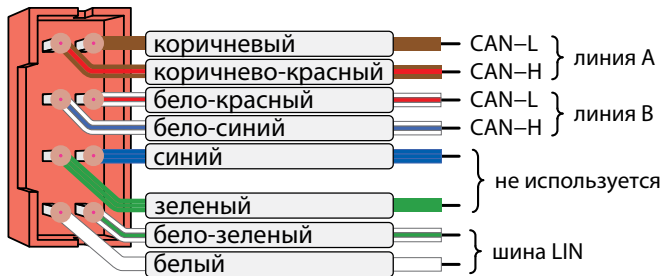 коричневый CAN–L
коричнево-красный CAN–H
линия A
бело-красный CAN–L
бело-синий CAN–H
линия B
синий
зеленый
не используется
бело-зеленый
белый
шина LIN